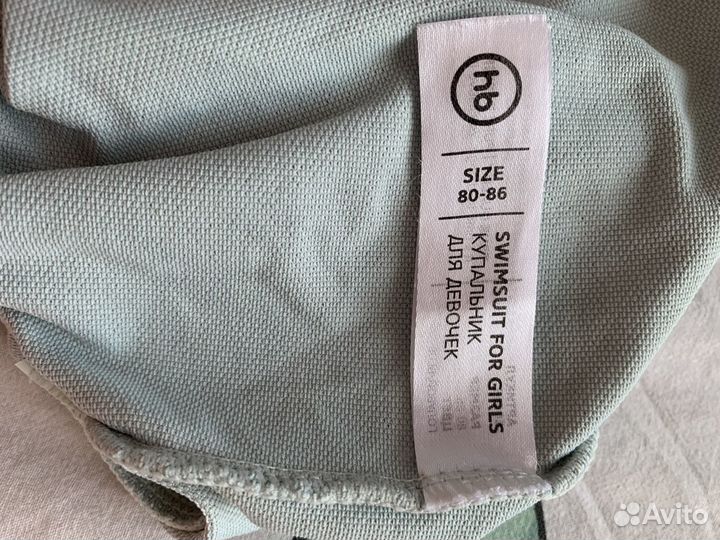 hb
SIZE
80-86
SWIMSUIT FOR GIRLS
КУПАЛЬНИК
ДЛЯ ДЕВОЧЕК
Avito